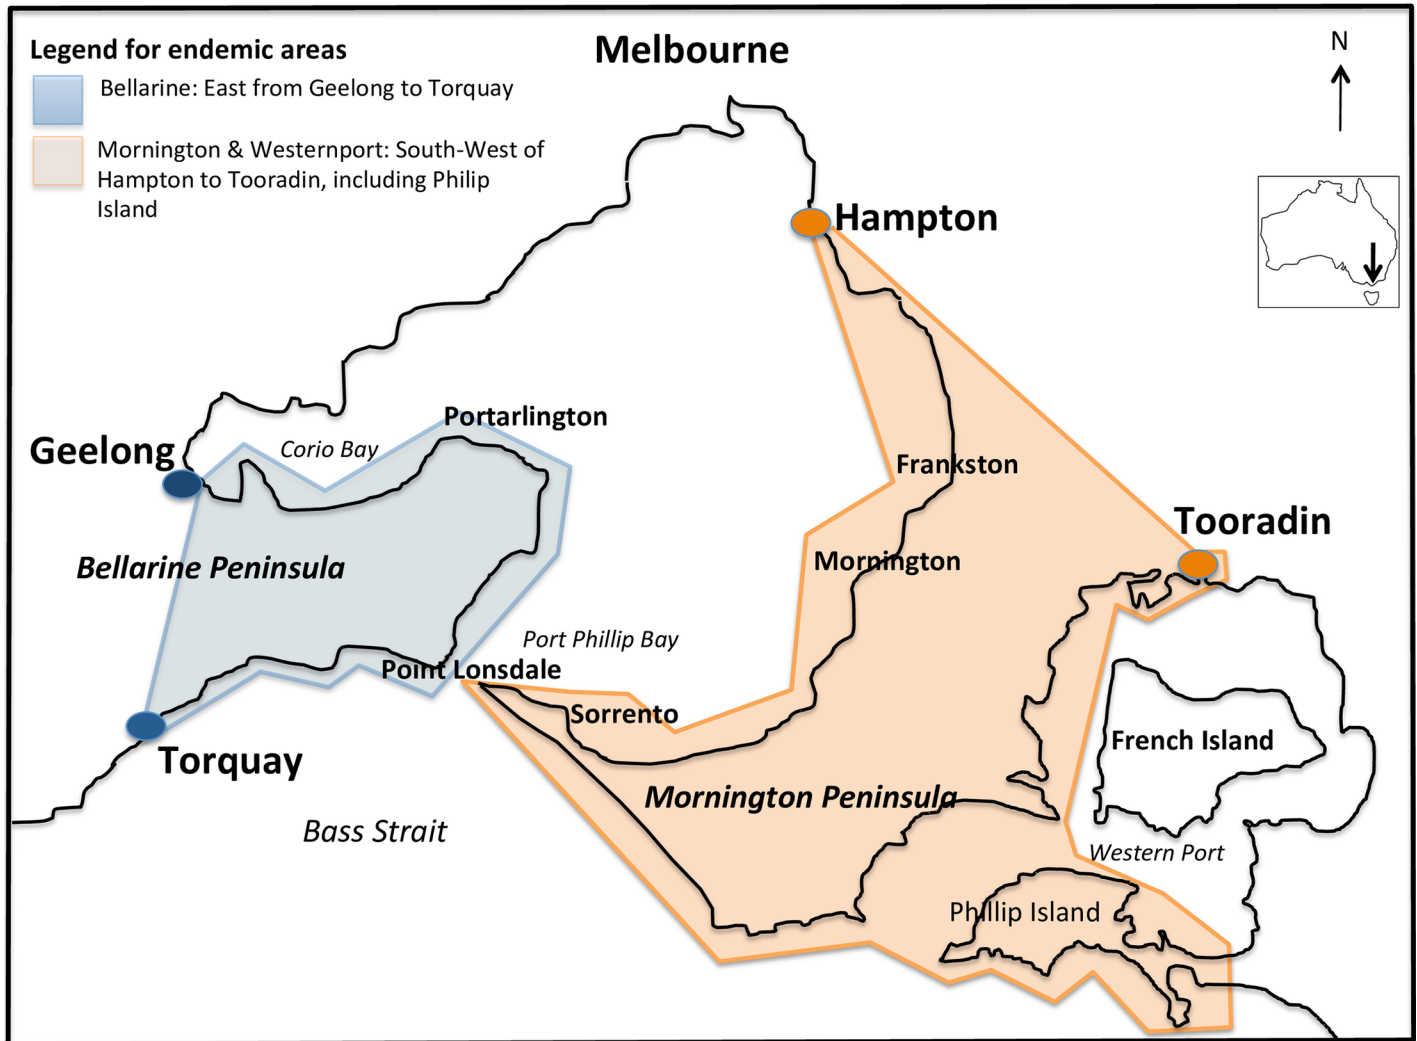 Legend for endemic areas
Bellarine: East from Geelong to Torquay
Mornington & Westernport: South-West of
Hampton to Tooradin, including Philip
Island
Melbourne
N
Hampton
Portarlington
Geelong
Corio Bay
Frankston
Tooradin
Bellarine Peninsula
Mornington
Port Phillip Bay
Point Lonsdale
Sorrento
French Island
Torquay
Mornington Peninsula
Bass Strait
Western Port
Phillip Island